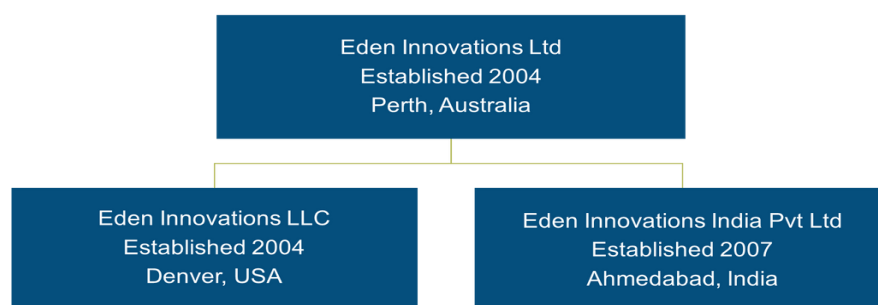 Eden Innovations Ltd
Established 2004
Perth, Australia
Eden Innovations LLC
Established 2004
Denver, USA
Eden Innovations India Pvt Ltd
Established 2007
Ahmedabad, India